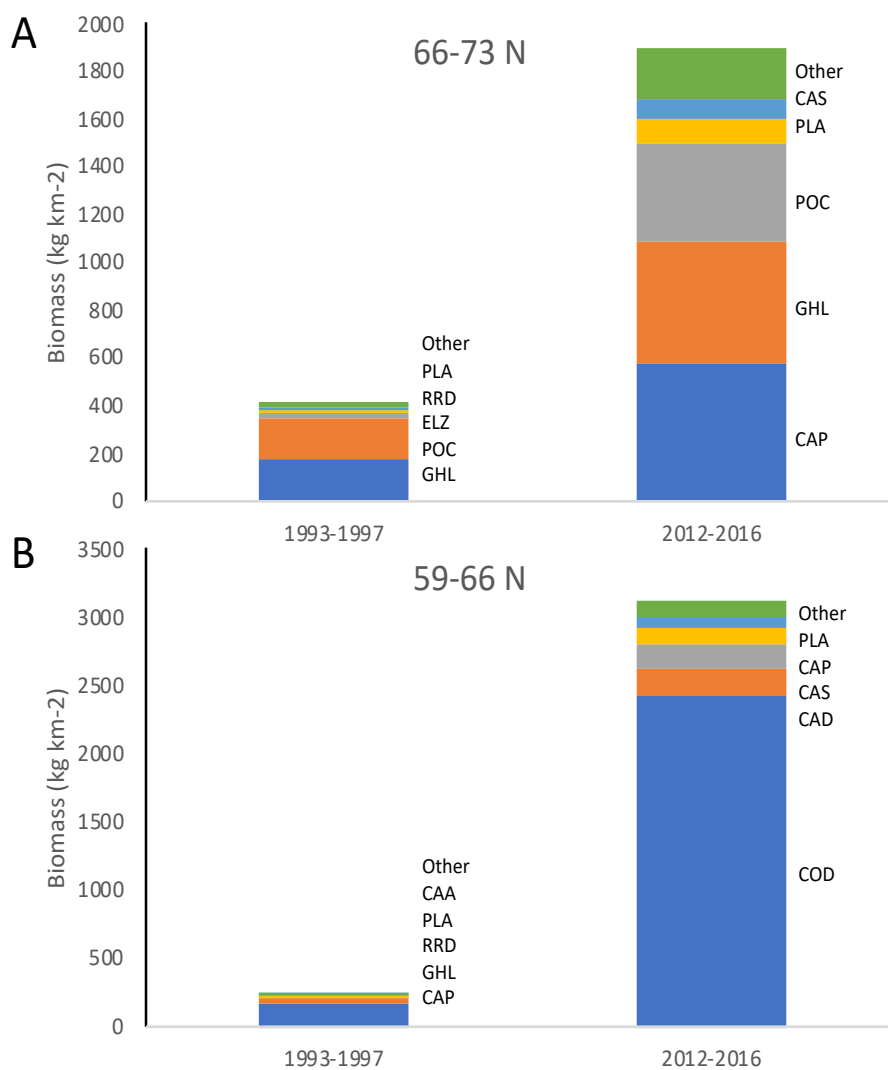 A
66-73 N
Biomass (kg km-2)
2000
1800
1600
1400
1200
1000
800
600
400
200
0
Other
PLA
RRD
ELZ
POC
GHL
Other
CAS
PLA
POC
GHL
CAP
1993-1997
2012-2016
B
59-66 N
Biomass (kg km-2)
3500
3000
2500
2000
1500
1000
500
0
Other
CAA
PLA
RRD
GHL
CAP
Other
PLA
CAP
CAS
CAD
COD
1993-1997
2012-2016